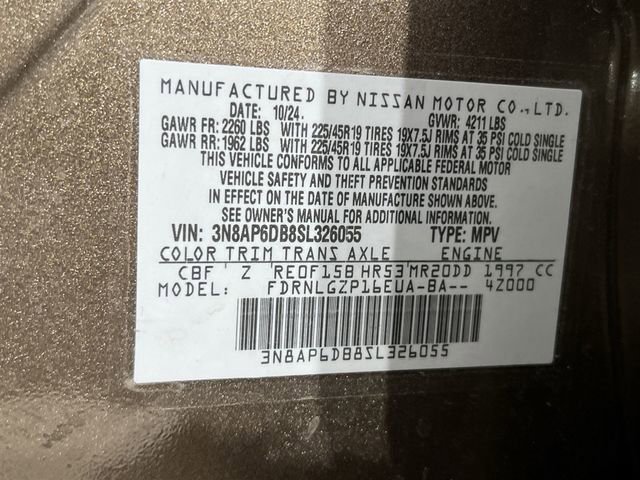 MANUFACTURED BY NISSAN MOTOR CO., LTD.
DATE: 10/24. GVWR: 4211 LBS
GAWR FR: 2260 LBS WITH 225/45R19 TIRES 19X7.5J RIMS AT 35 PSI COLD SINGLE
GAWR RR: 1962 LBS WITH 225/45R19 TIRES 19X7.5J RIMS AT 35 PSI COLD SINGLE
THIS VEHICLE CONFORMS TO ALL APPLICABLE FEDERAL MOTOR
VEHICLE SAFETY AND THEFT PREVENTION STANDARDS
IN EFFECT ON THE DATE OF MANUFACTURE SHOWN ABOVE.
SEE OWNER'S MANUAL FOR ADDITIONAL INFORMATION.
VIN: 3N8AP6DB8SL326055 TYPE: MPV
COLOR TRIM TRANS AXLE ENGINE
CBF Z RE0F15B HR53 MR20DD 1997 CC
MODEL: FDRNLGZP16EUA-BA-- 4Z000
3N8AP6DB8SL326055